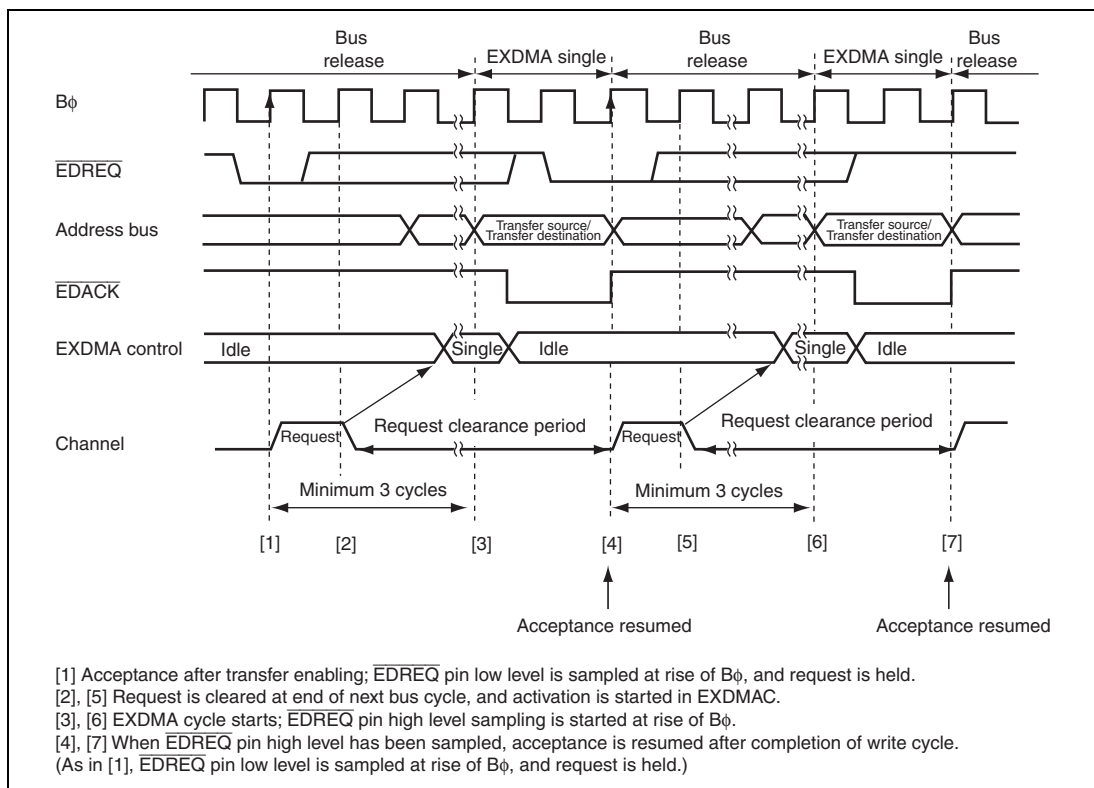 Bus release
EXDMA single
Bus release
EXDMA single
Bus release
Bϕ
EDREQ
Address bus
Transfer source/
Transfer destination
Transfer source/
Transfer destination
EDACK
EXDMA control
Idle
Single
Idle
Single
Idle
Channel
Request
Request clearance period
Request
Request clearance period
Minimum 3 cycles
Minimum 3 cycles
[1]
[2]
[3]
[4]
[5]
[6]
[7]
Acceptance resumed
Acceptance resumed
[1] Acceptance after transfer enabling; EDREQ pin low level is sampled at rise of Bϕ, and request is held.
[2], [5] Request is cleared at end of next bus cycle, and activation is started in EXDMAC.
[3], [6] EXDMA cycle starts; EDREQ pin high level sampling is started at rise of Bϕ.
[4], [7] When EDREQ pin high level has been sampled, acceptance is resumed after completion of write cycle.
(As in [1], EDREQ pin low level is sampled at rise of Bϕ, and request is held.)